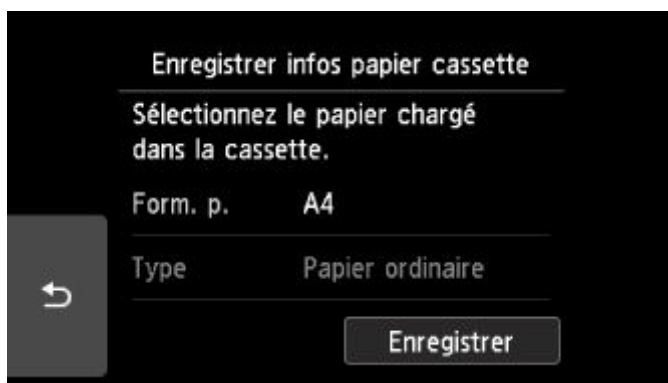 Enregistrer infos papier cassette
Sélectionnez le papier chargé
dans la cassette.
Form. p. A4
Type Papier ordinaire
Enregistrer